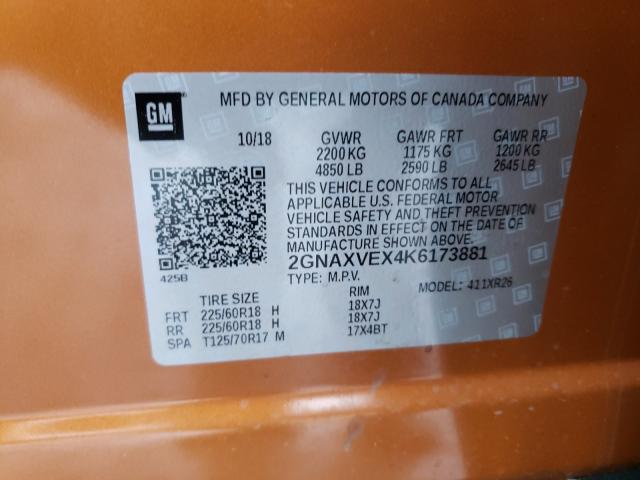 GM
MFD BY GENERAL MOTORS OF CANADA COMPANY
10/18 GVWR GAWR FRT GAWR RR
2200 KG 1175 KG 1200 KG
4850 LB 2590 LB 2645 LB
THIS VEHICLE CONFORMS TO ALL
APPLICABLE U.S. FEDERAL MOTOR
VEHICLE SAFETY AND THEFT PREVENTION
STANDARDS IN EFFECT ON THE DATE OF
MANUFACTURE SHOWN ABOVE.
425B
2GNAXVEX4K6173881
TYPE: M.P.V. MODEL: 411XR26
TIRE SIZE RIM
FRT 225/60R18 H 18X7J
RR 225/60R18 H 18X7J
SPA T125/70R17 M 17X4BT